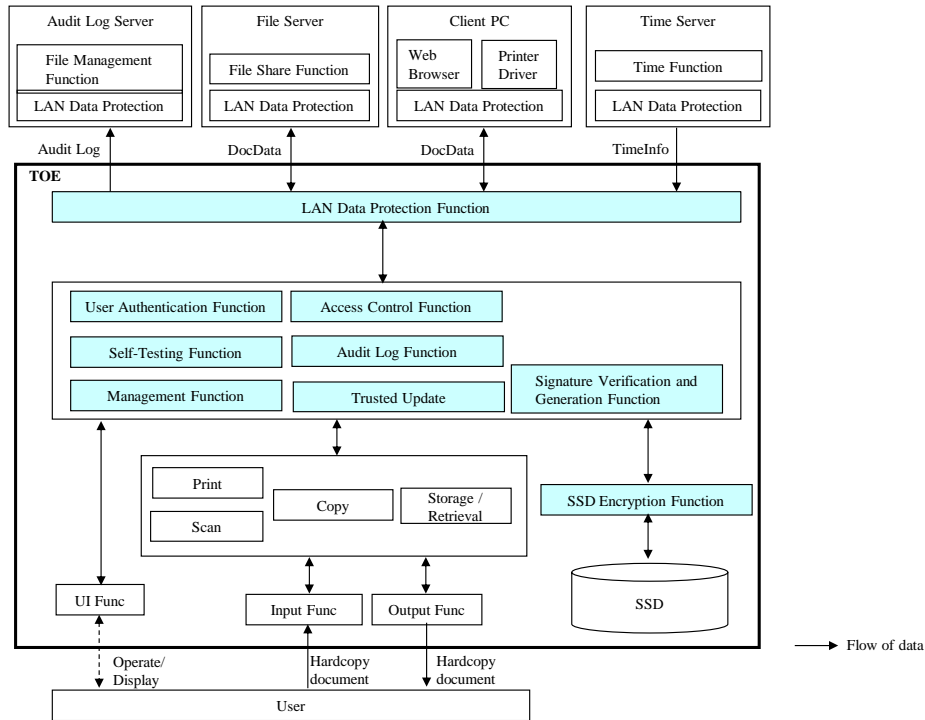 Audit Log Server
File Server
Client PC
Time Server
File Management
Function
LAN Data Protection
File Share Function
LAN Data Protection
Web
Browser
Printer
Driver
LAN Data Protection
Time Function
LAN Data Protection
Audit Log
DocData
DocData
TimeInfo
TOE
LAN Data Protection Function
User Authentication Function
Access Control Function
Self-Testing Function
Audit Log Function
Management Function
Trusted Update
Signature Verification and
Generation Function
Print
Scan
Copy
Storage /
Retrieval
SSD Encryption Function
SSD
UI Func
Input Func
Output Func
Flow of data
Operate/
Display
Hardcopy
document
Hardcopy
document
User